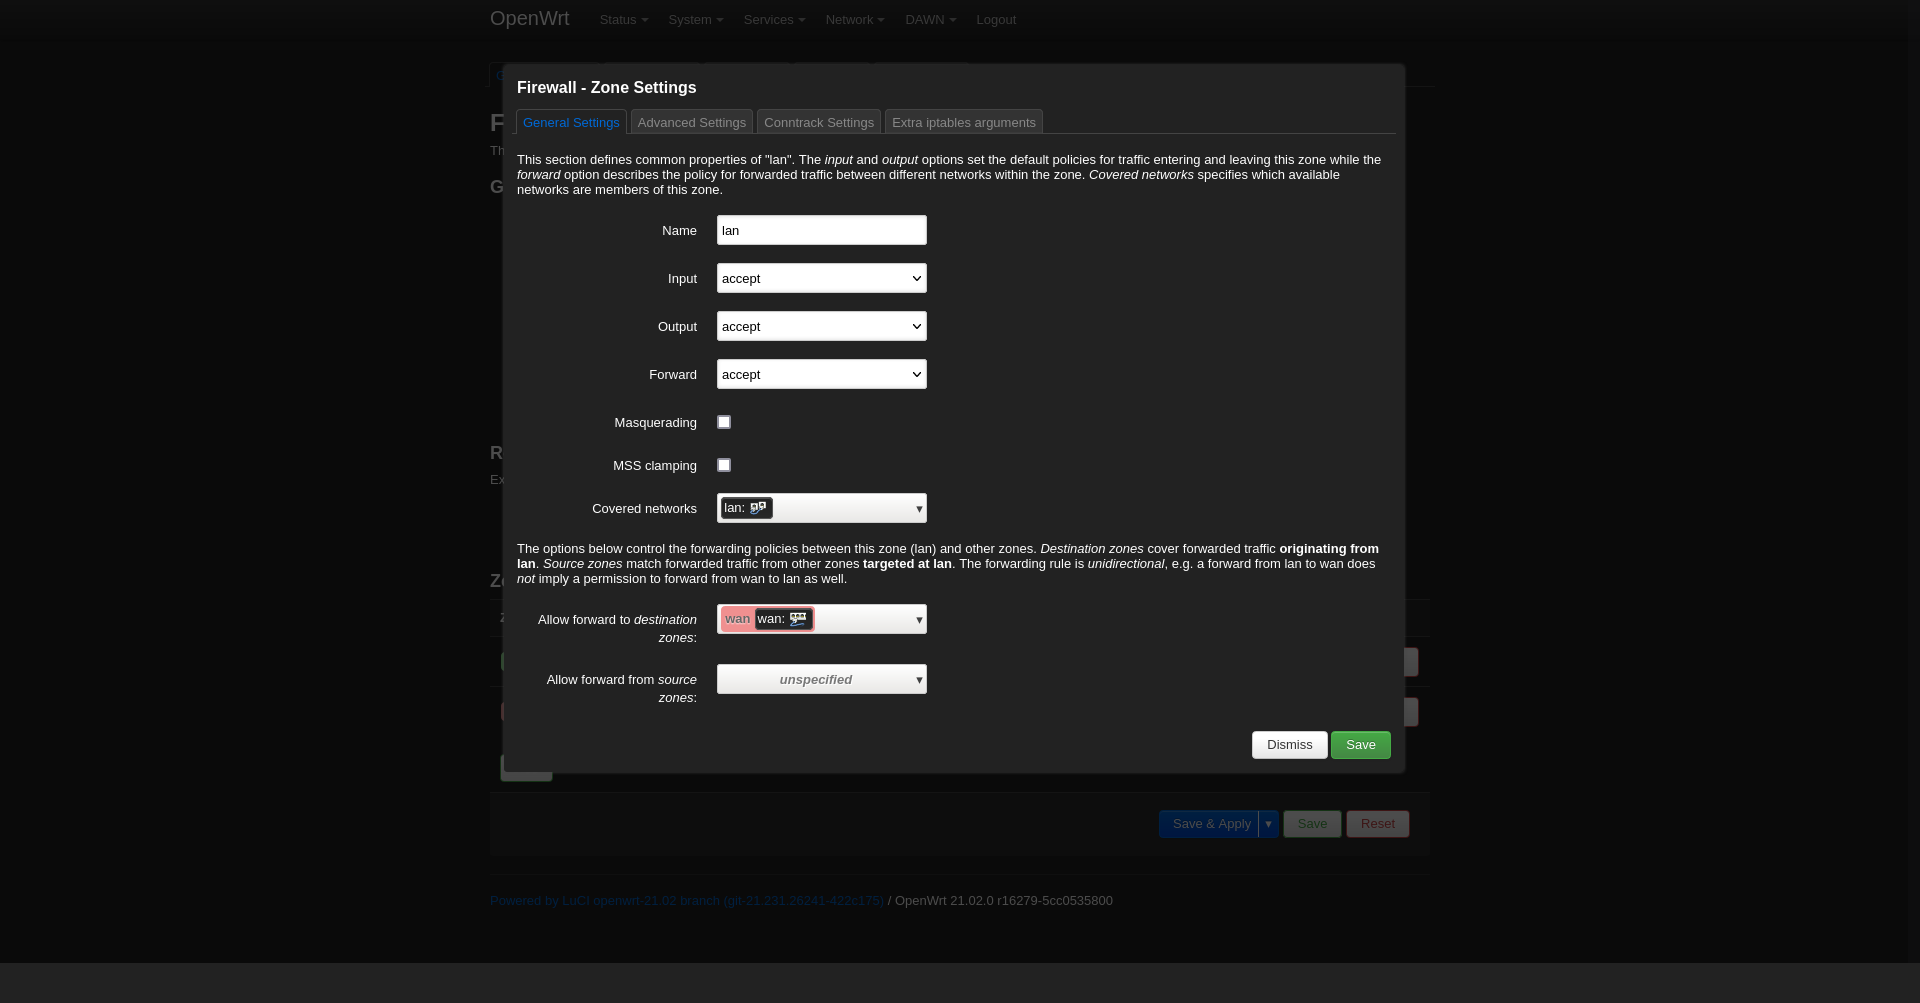 OpenWrt Status System Services Network DAWN Logout
Firewall - Zone Settings
General Settings Advanced Settings Conntrack Settings Extra iptables arguments
This section defines common properties of "lan". The input and output options set the default policies for traffic entering and leaving this zone while the
forward option describes the policy for forwarded traffic between different networks within the zone. Covered networks specifies which available
networks are members of this zone.
Name lan
Input accept
Output accept
Forward accept
Masquerading
MSS clamping
Covered networks lan:
The options below control the forwarding policies between this zone (lan) and other zones. Destination zones cover forwarded traffic originating from
lan. Source zones match forwarded traffic from other zones targeted at lan. The forwarding rule is unidirectional, e.g. a forward from lan to wan does
not imply a permission to forward from wan to lan as well.
Allow forward to destination
zones:
wan wan:
Allow forward from source
zones:
unspecified
Dismiss Save
Save & Apply Save Reset
Powered by LuCI openwrt-21.02 branch (git-21.231.26241-422c175) / OpenWrt 21.02.0 r16279-5cc0535800